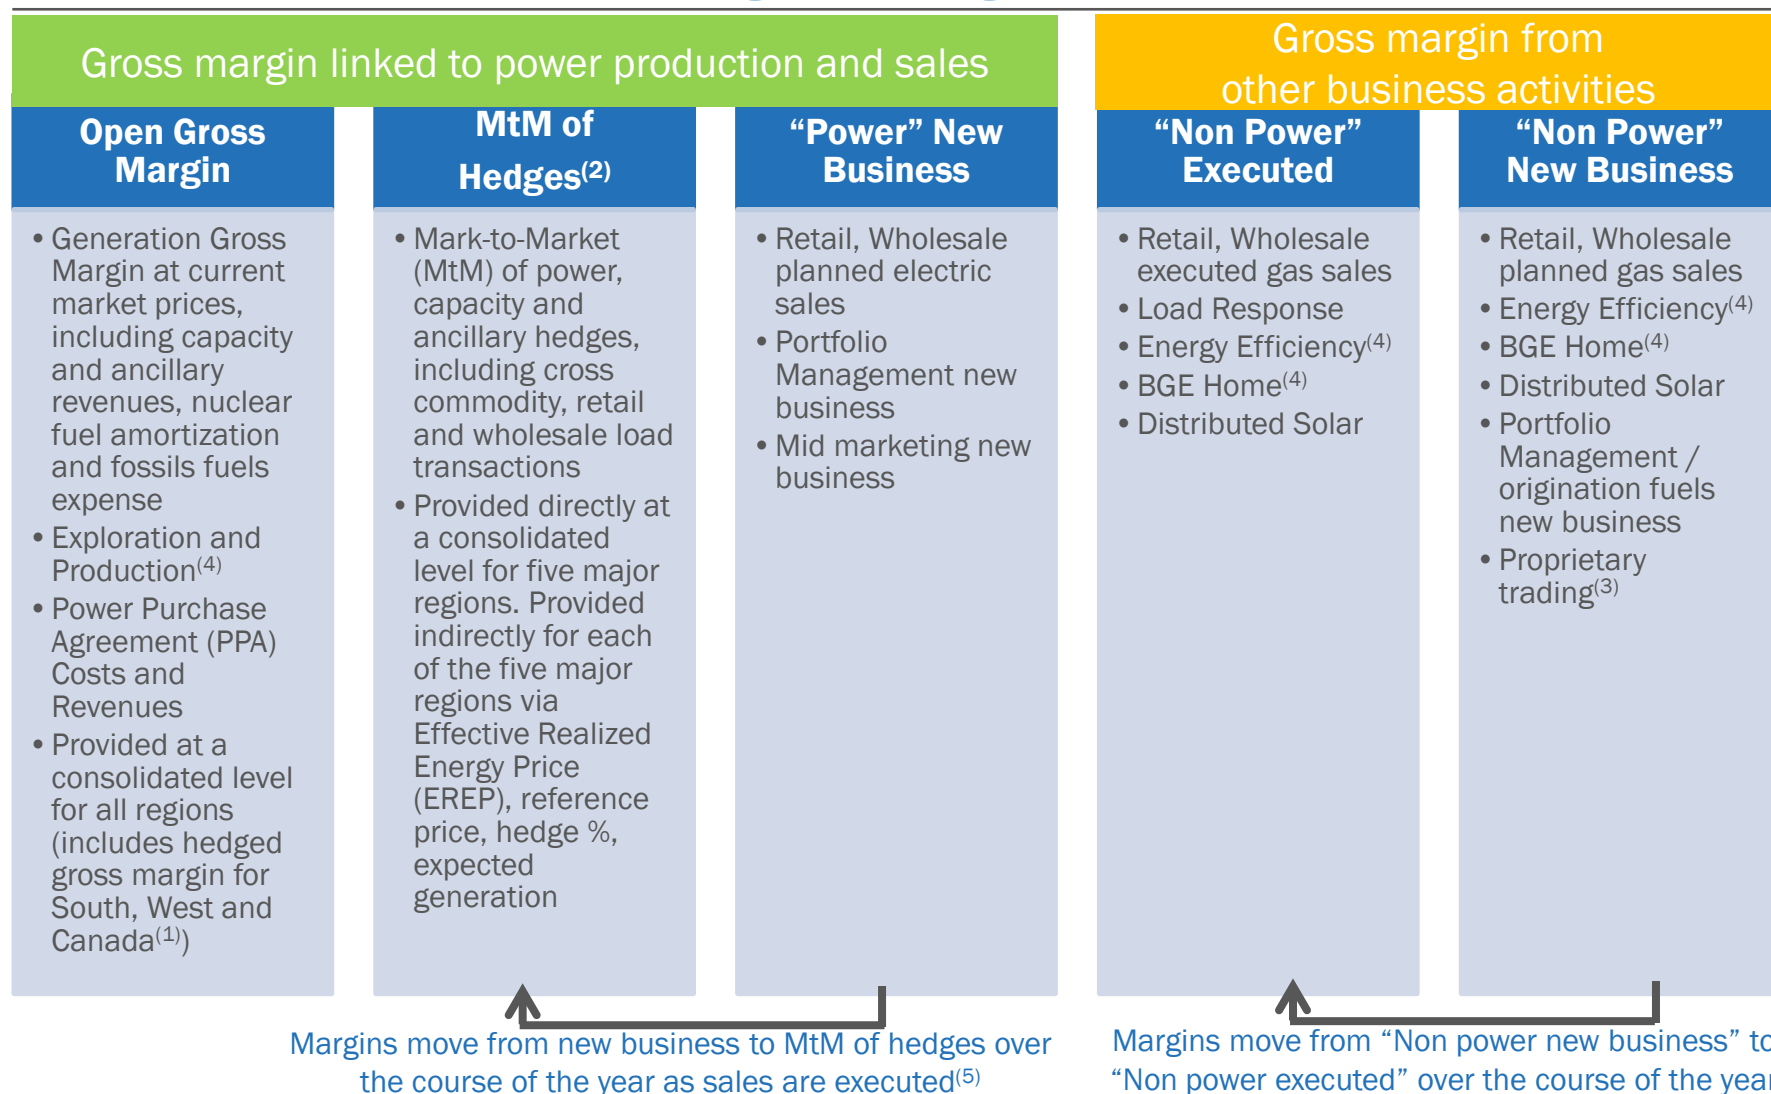 Gross margin linked to power production and sales
Gross margin from
other business activities
Open Gross
Margin
• Generation Gross
Margin at current
market prices,
including capacity
and ancillary
revenues, nuclear
fuel amortization
and fossils fuels
expense
• Exploration and
Production(4)
• Power Purchase
Agreement (PPA)
Costs and
Revenues
• Provided at a
consolidated level
for all regions
(includes hedged
gross margin for
South, West and
Canada(1))
MtM of
Hedges(2)
• Mark-to-Market
(MtM) of power,
capacity and
ancillary hedges,
including cross
commodity, retail
and wholesale load
transactions
• Provided directly at
a consolidated
level for five major
regions. Provided
indirectly for each
of the five major
regions via
Effective Realized
Energy Price
(EREP), reference
price, hedge %,
expected
generation
“Power” New
Business
• Retail, Wholesale
planned electric
sales
• Portfolio
Management new
business
• Mid marketing new
business
“Non Power”
Executed
• Retail, Wholesale
executed gas sales
• Load Response
• Energy Efficiency(4)
• BGE Home(4)
• Distributed Solar
“Non Power”
New Business
• Retail, Wholesale
planned gas sales
• Energy Efficiency(4)
• BGE Home(4)
• Distributed Solar
• Portfolio
Management /
origination fuels
new business
• Proprietary
trading(3)
Margins move from new business to MtM of hedges over
the course of the year as sales are executed(5)
Margins move from “Non power new business” to
“Non power executed” over the course of the year